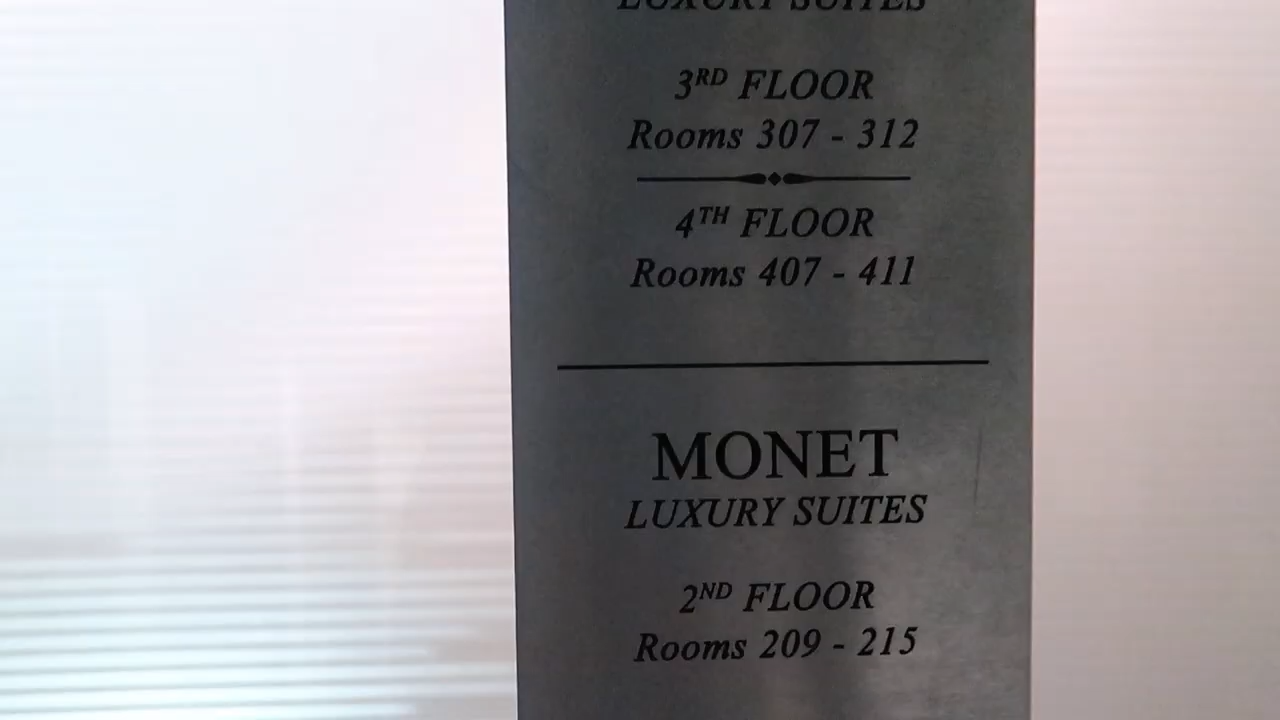 LUXURY SUITES
3RD FLOOR
Rooms 307 - 312
4TH FLOOR
Rooms 407 - 411
MONET
LUXURY SUITES
2ND FLOOR
Rooms 209 - 215